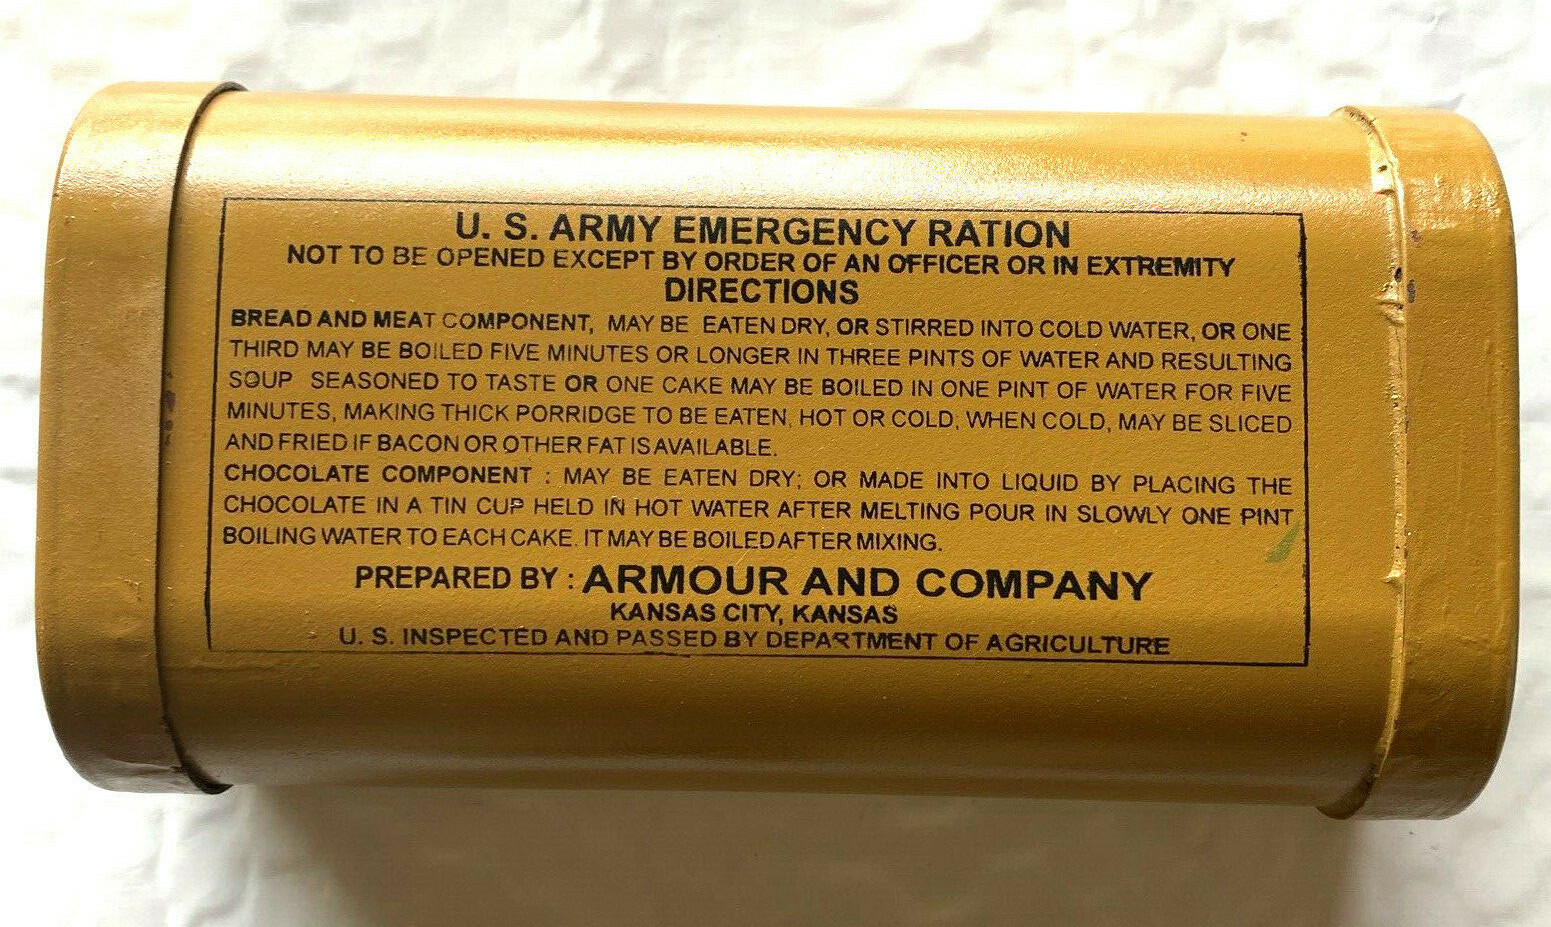 U. S. ARMY EMERGENCY RATION
NOT TO BE OPENED EXCEPT BY ORDER OF AN OFFICER OR IN EXTREMITY
DIRECTIONS
BREAD AND MEAT COMPONENT, MAY BE EATEN DRY, OR STIRRED INTO COLD WATER, OR ONE
THIRD MAY BE BOILED FIVE MINUTES OR LONGER IN THREE PINTS OF WATER AND RESULTING
SOUP SEASONED TO TASTE OR ONE CAKE MAY BE BOILED IN ONE PINT OF WATER FOR FIVE
MINUTES, MAKING THICK PORRIDGE TO BE EATEN, HOT OR COLD; WHEN COLD, MAY BE SLICED
AND FRIED IF BACON OR OTHER FAT IS AVAILABLE.
CHOCOLATE COMPONENT : MAY BE EATEN DRY; OR MADE INTO LIQUID BY PLACING THE
CHOCOLATE IN A TIN CUP HELD IN HOT WATER AFTER MELTING POUR IN SLOWLY ONE PINT
BOILING WATER TO EACH CAKE. IT MAY BE BOILED AFTER MIXING.
PREPARED BY : ARMOUR AND COMPANY
KANSAS CITY, KANSAS
U. S. INSPECTED AND PASSED BY DEPARTMENT OF AGRICULTURE